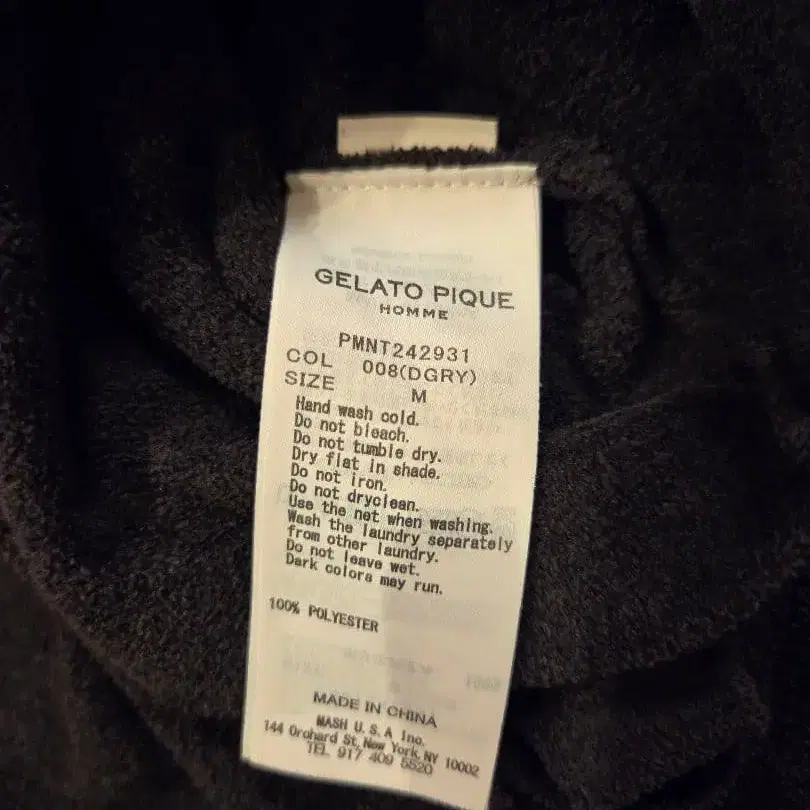 GELATO PIQUE
HOMME
PMNT242931
COL 008(DGRY)
SIZE M
Hand wash cold.
Do not bleach.
Do not tumble dry.
Dry flat in shade.
Do not iron.
Do not dryclean.
Use the net when washing.
Wash the laundry separately
from other laundry.
Do not leave wet.
Dark colors may run.
100% POLYESTER
MADE IN CHINA
MASH U.S.A Inc.
144 Orchard St, New York, NY 10002
TEL 917 409 5520